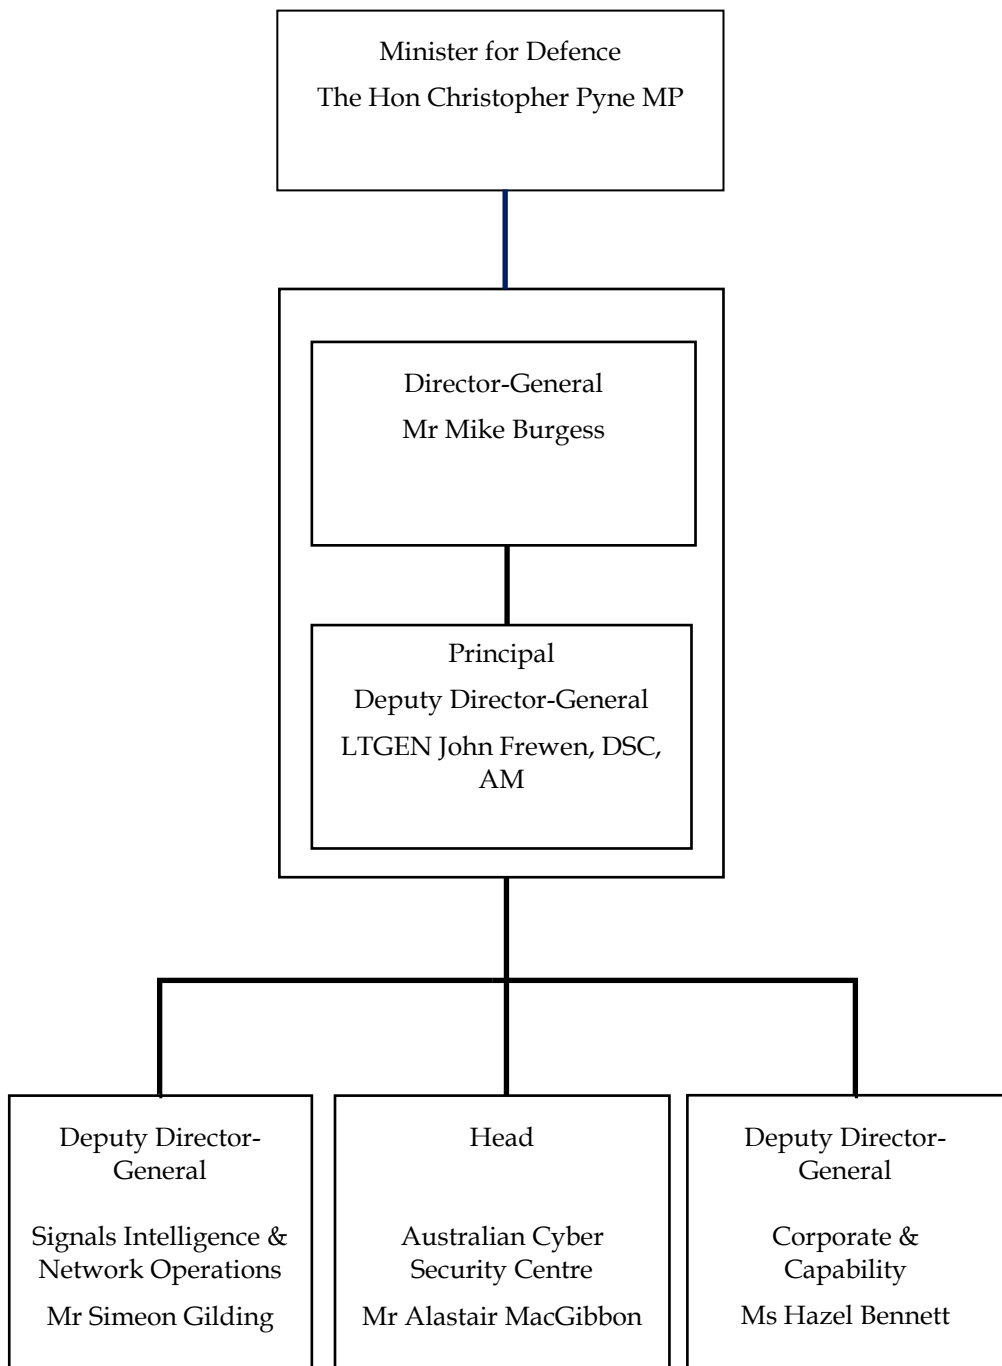 Minister for Defence
The Hon Christopher Pyne MP
Director-General
Mr Mike Burgess
Principal
Deputy Director-General
LTGEN John Frewen, DSC,
AM
Deputy Director-
General
Signals Intelligence &
Network Operations
Mr Simeon Gilding
Head
Australian Cyber
Security Centre
Mr Alastair MacGibbon
Deputy Director-
General
Corporate &
Capability
Ms Hazel Bennett